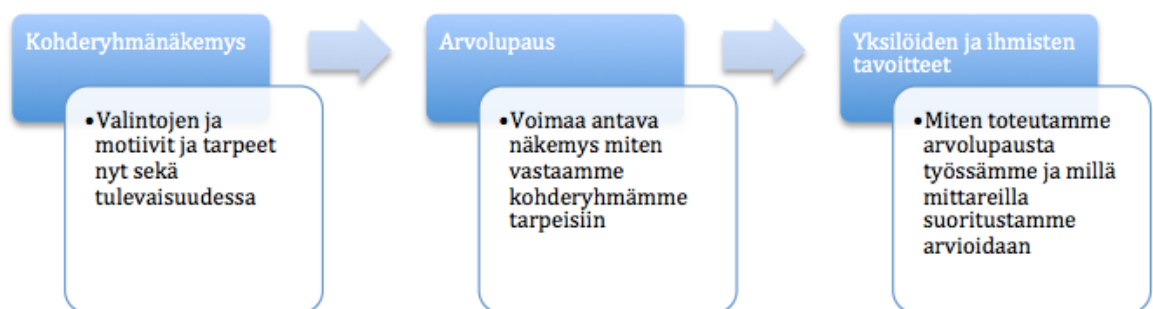 Kohderyhmänäkemys
•Valintojen ja
motiivit ja tarpeet
nyt sekä
tulevaisuudessa
Arvolupaus
•Voimaa antava
näkemys miten
vastaamme
kohderyhmämme
tarpeisiin
Yksilöiden ja ihmisten
tavoitteet
•Miten toteutamme
arvolupausta
työssämme ja millä
mittareilla
suoritustamme
arvioidaan